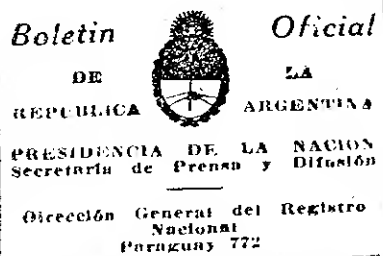 Boletin Oficial
DE LA
REPUBLICA ARGENTINA
PRESIDENCIA DE LA NACION
Secretaría de Prensa y Difusión
Dirección General del Registro
Nacional
Paraguay 772